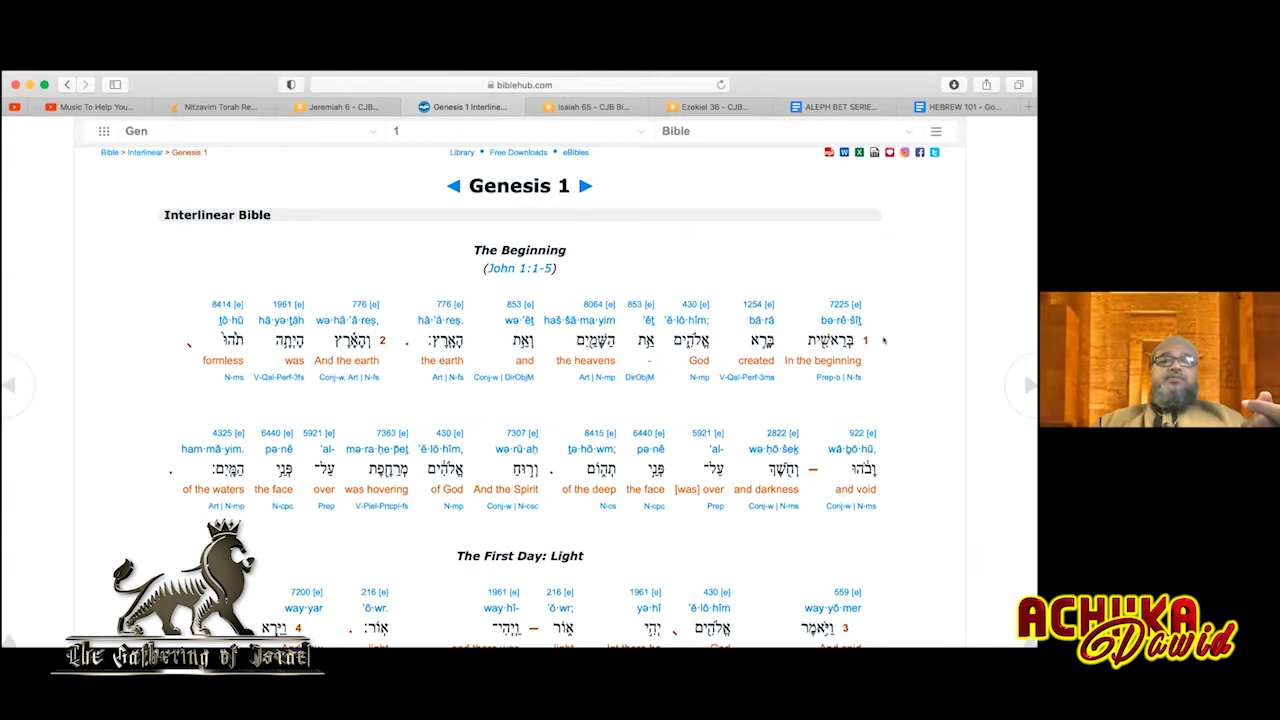 biblehub.com
Music To Help You...
Nitzavim Torah Re...
Jeremiah 6 - CJB...
Genesis 1 Interline...
Isaiah 65 - CJB Bi...
Ezekiel 36 - CJB...
ALEPH BET SERIE...
HEBREW 101 - Go...
Gen 1 Bible
Bible > Interlinear > Genesis 1 Library • Free Downloads • eBibles
◄ Genesis 1 ►
Interlinear Bible
The Beginning
(John 1:1-5)
8414 [e] 1961 [e] 776 [e] 776 [e] 853 [e] 8064 [e] 853 [e] 430 [e] 1254 [e] 7225 [e]
ṯō·hū hā·yə·ṯāh wə·hā·’ā·reṣ, hā·’ā·reṣ. wə·’êṯ haš·šā·ma·yim ’êṯ ’ĕ·lō·hîm; bā·rā bə·rê·šîṯ
1 בְּרֵאשִׁ֖ית בָּרָ֣א אֱלֹהִ֑ים אֵ֥ת הַשָּׁמַ֖יִם וְאֵ֥ת הָאָֽרֶץ׃ . 2 וְהָאָ֗רֶץ הָיְתָ֥ה תֹ֙הוּ֙ 、
formless was And the earth the earth and the heavens - God created In the beginning
N-ms V-Qal-Perf-3fs Conj-w, Art | N-fs Art | N-fs Conj-w | DirObjM Art | N-mp DirObjM N-mp V-Qal-Perf-3ms Prep-b | N-fs
4325 [e] 6440 [e] 5921 [e] 7363 [e] 430 [e] 7307 [e] 8415 [e] 6440 [e] 5921 [e] 2822 [e] 922 [e]
ham·mā·yim. pə·nê ‘al- mə·ra·ḥe·p̄eṯ ’ĕ·lō·hîm, wə·rū·aḥ ṯə·hō·wm; pə·nê ‘al- wə·ḥō·šeḵ wā·ḇō·hū,
וָבֹ֔הוּ – וְחֹ֖שֶׁךְ עַל־ פְּנֵ֣י תְה֑וֹם . וְר֣וּחַ אֱלֹהִ֔ים מְרַחֶ֖פֶת עַל־ פְּנֵ֥י הַמָּֽיִם׃ .
of the waters the face over was hovering of God And the Spirit of the deep the face [was] over and darkness and void
Art | N-mp N-cpc Prep V-Piel-Prtcpl-fs N-mp Conj-w | N-csc N-cs N-cpc Prep Conj-w | N-ms Conj-w | N-ms
The First Day: Light
7200 [e] 216 [e] 1961 [e] 216 [e] 1961 [e] 430 [e] 559 [e]
way·yar ’ō·wr. way·hî- ’ō·wr; yə·hî ’ĕ·lō·hîm way·yō·mer
3 וַיֹּ֥אמֶר אֱלֹהִ֖ים 、 יְהִ֣י א֑וֹר – וַֽיְהִי־ אֽוֹר׃ . 4 וַיַּ֧רְא
The Gathering of Israel
ACHIYKA
Dawid